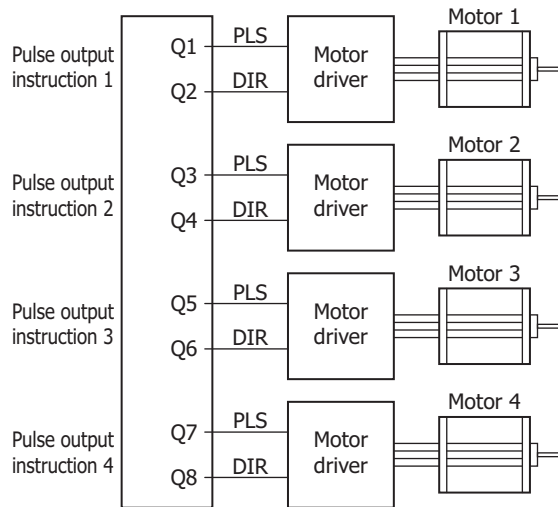 Pulse output
instruction 1
Q1
PLS
Q2
DIR
Motor
driver
Motor 1
Pulse output
instruction 2
Q3
PLS
Q4
DIR
Motor
driver
Motor 2
Pulse output
instruction 3
Q5
PLS
Q6
DIR
Motor
driver
Motor 3
Pulse output
instruction 4
Q7
PLS
Q8
DIR
Motor
driver
Motor 4